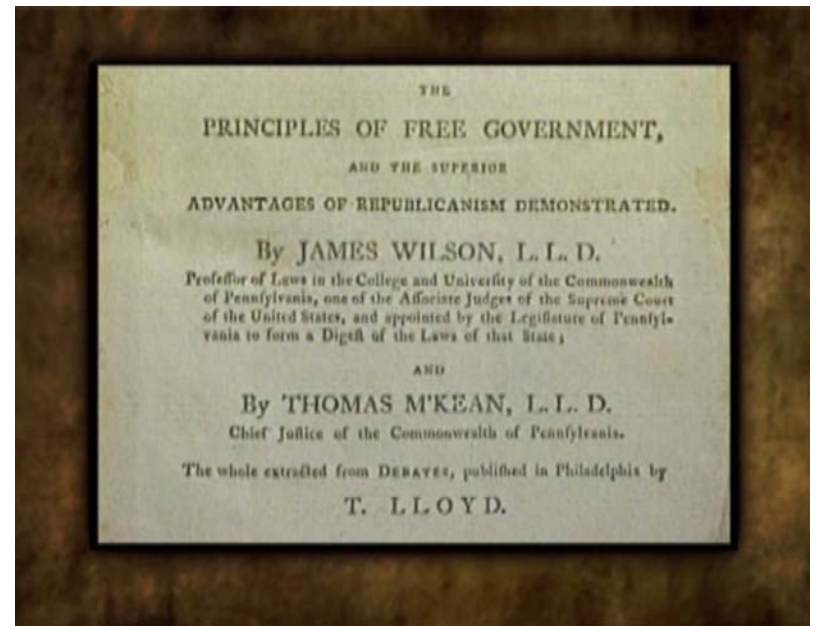 THE
PRINCIPLES OF FREE GOVERNMENT,
AND THE SUPERIOR
ADVANTAGES OF REPUBLICANISM DEMONSTRATED.
By JAMES WILSON, L. L. D.
Profeſſor of Laws in the College and Univerſity of the Commonwealth
of Pennſylvania, one of the Aſſociate Judges of the Supreme Court
of the United States, and appointed by the Legiſlature of Pennſyl-
vania to form a Digeſt of the Laws of that State;
AND
By THOMAS M'KEAN, L. L. D.
Chief Juſtice of the Commonwealth of Pennſylvania.
The whole extracted from DEBATES, publiſhed in Philadelphia by
T. LLOYD.